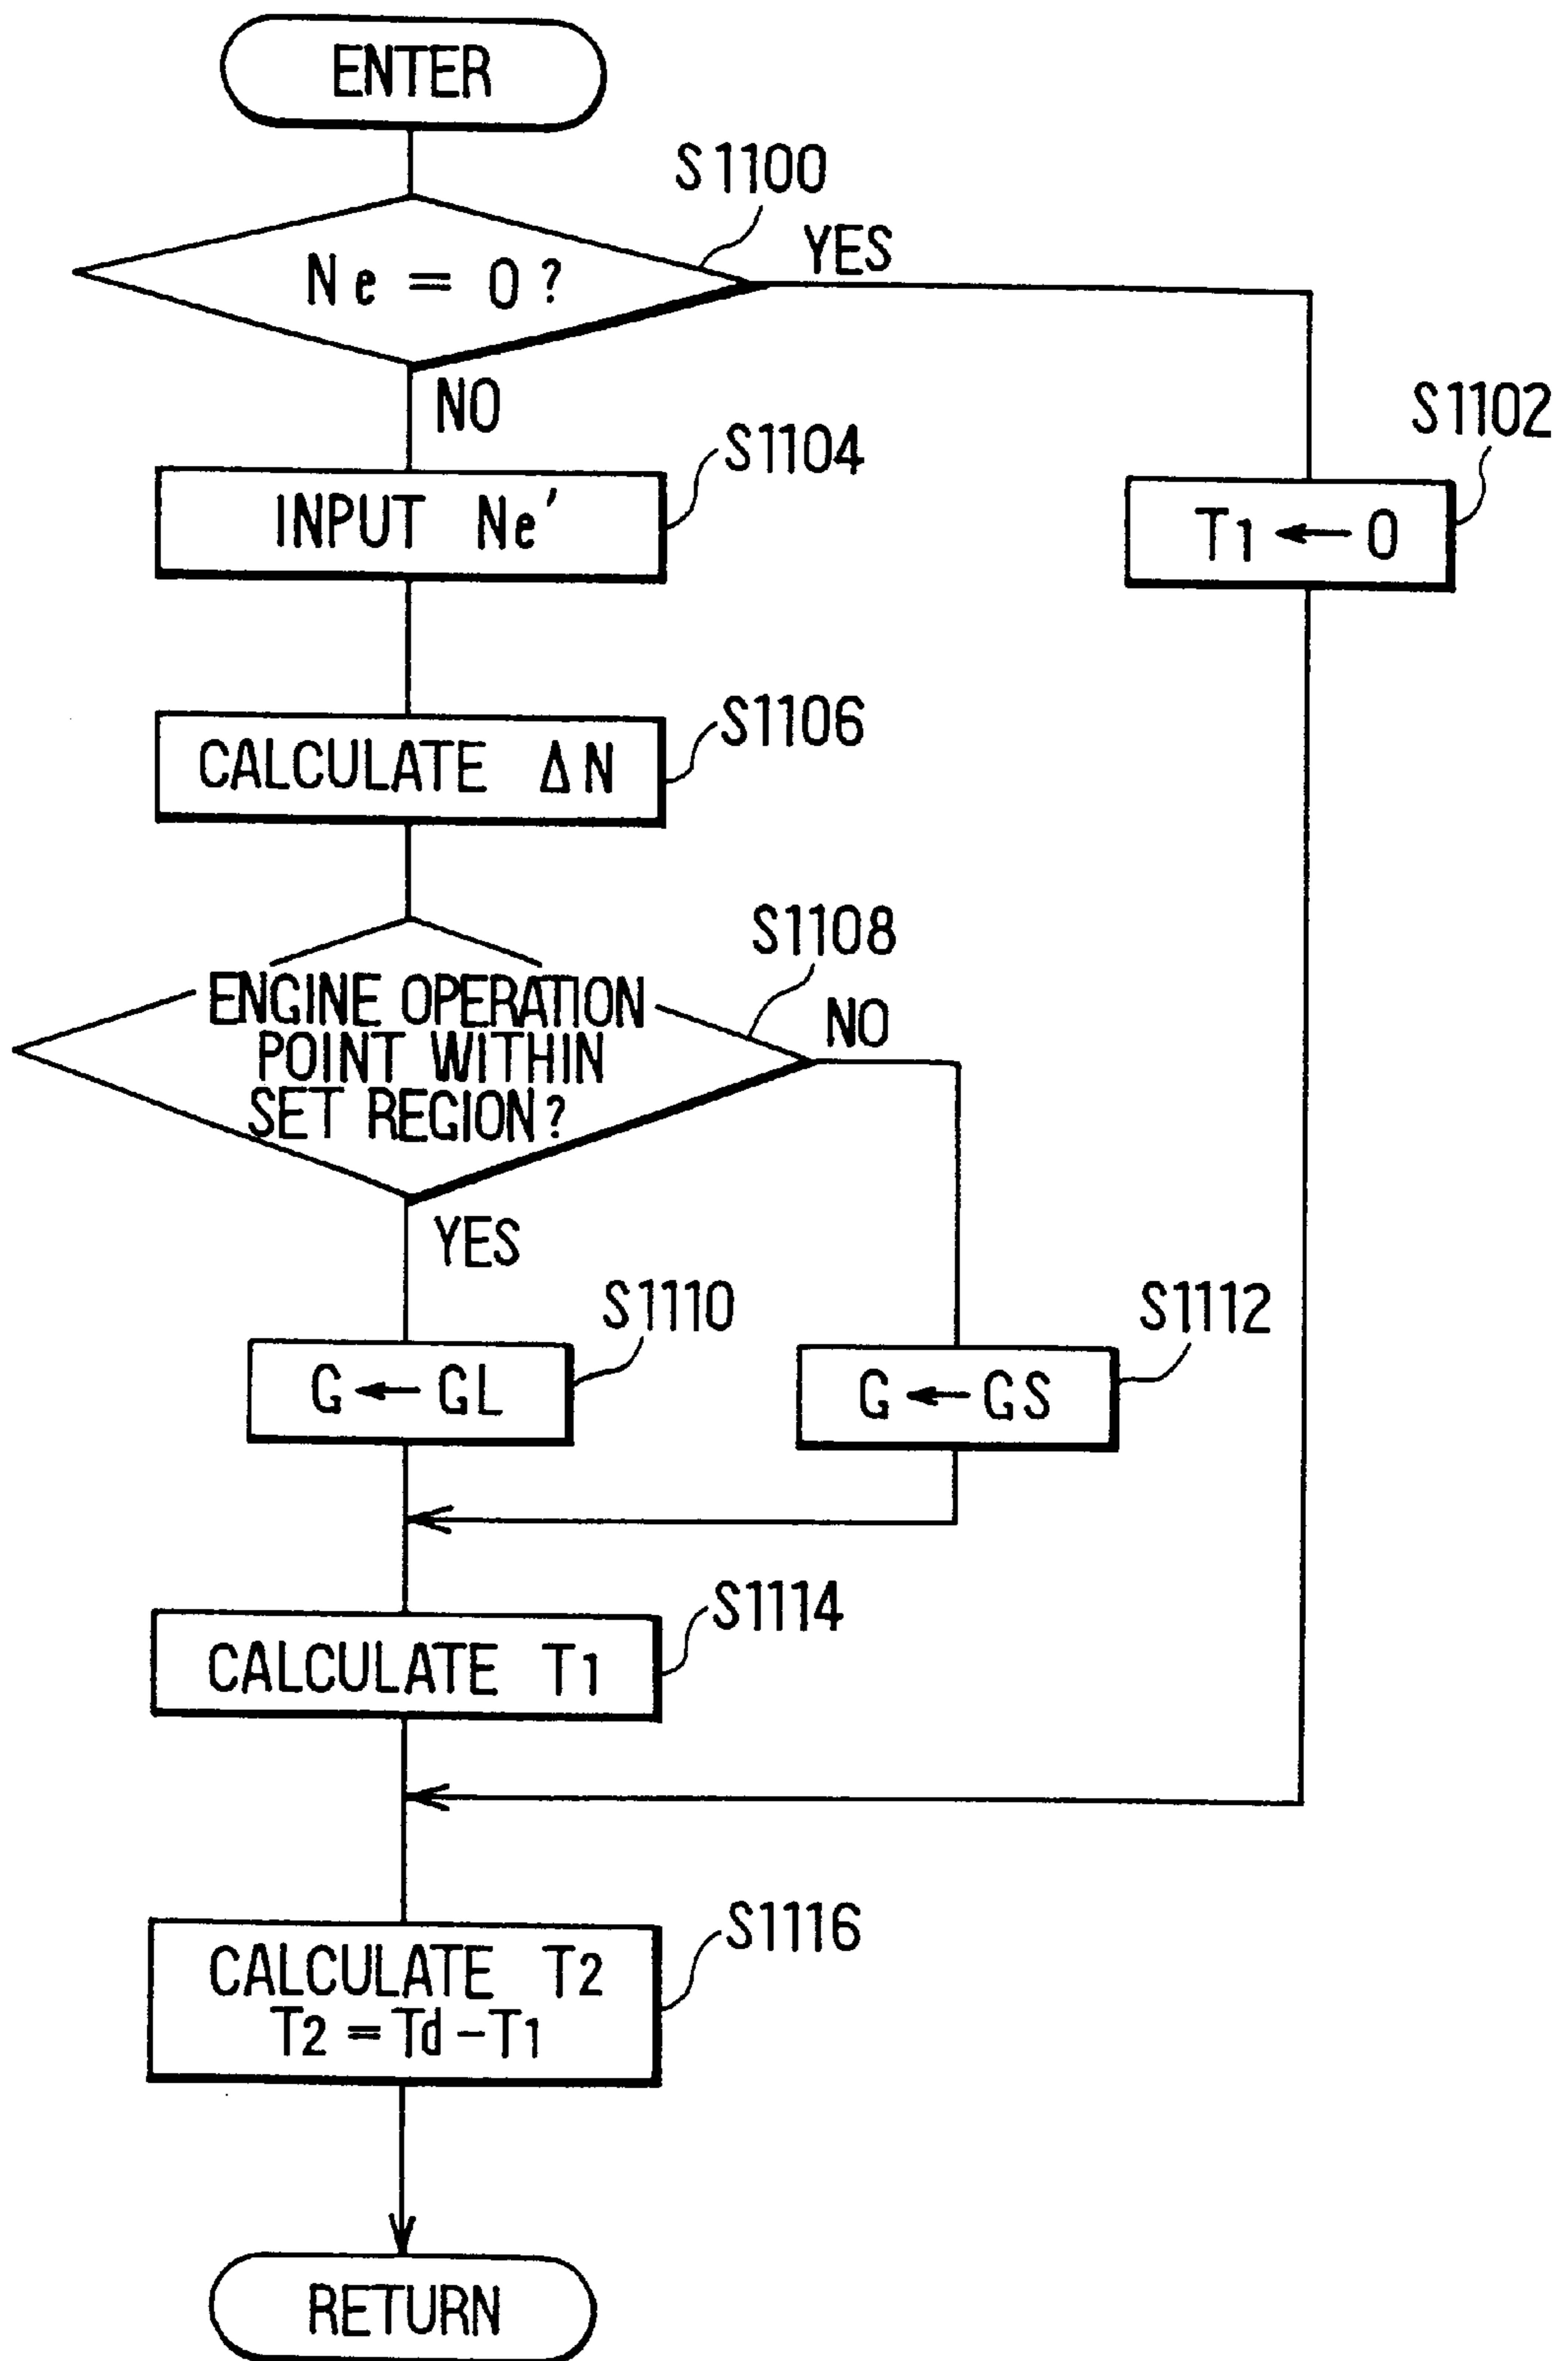 ENTER
S1100
Ne = 0?
YES
NO
S1102
T1 ← 0
S1104
INPUT Ne'
S1106
CALCULATE ΔN
S1108
ENGINE OPERATION
POINT WITHIN
SET REGION?
NO
YES
S1110
G ← GL
S1112
G ← GS
S1114
CALCULATE T1
S1116
CALCULATE T2
T2 = Td - T1
RETURN